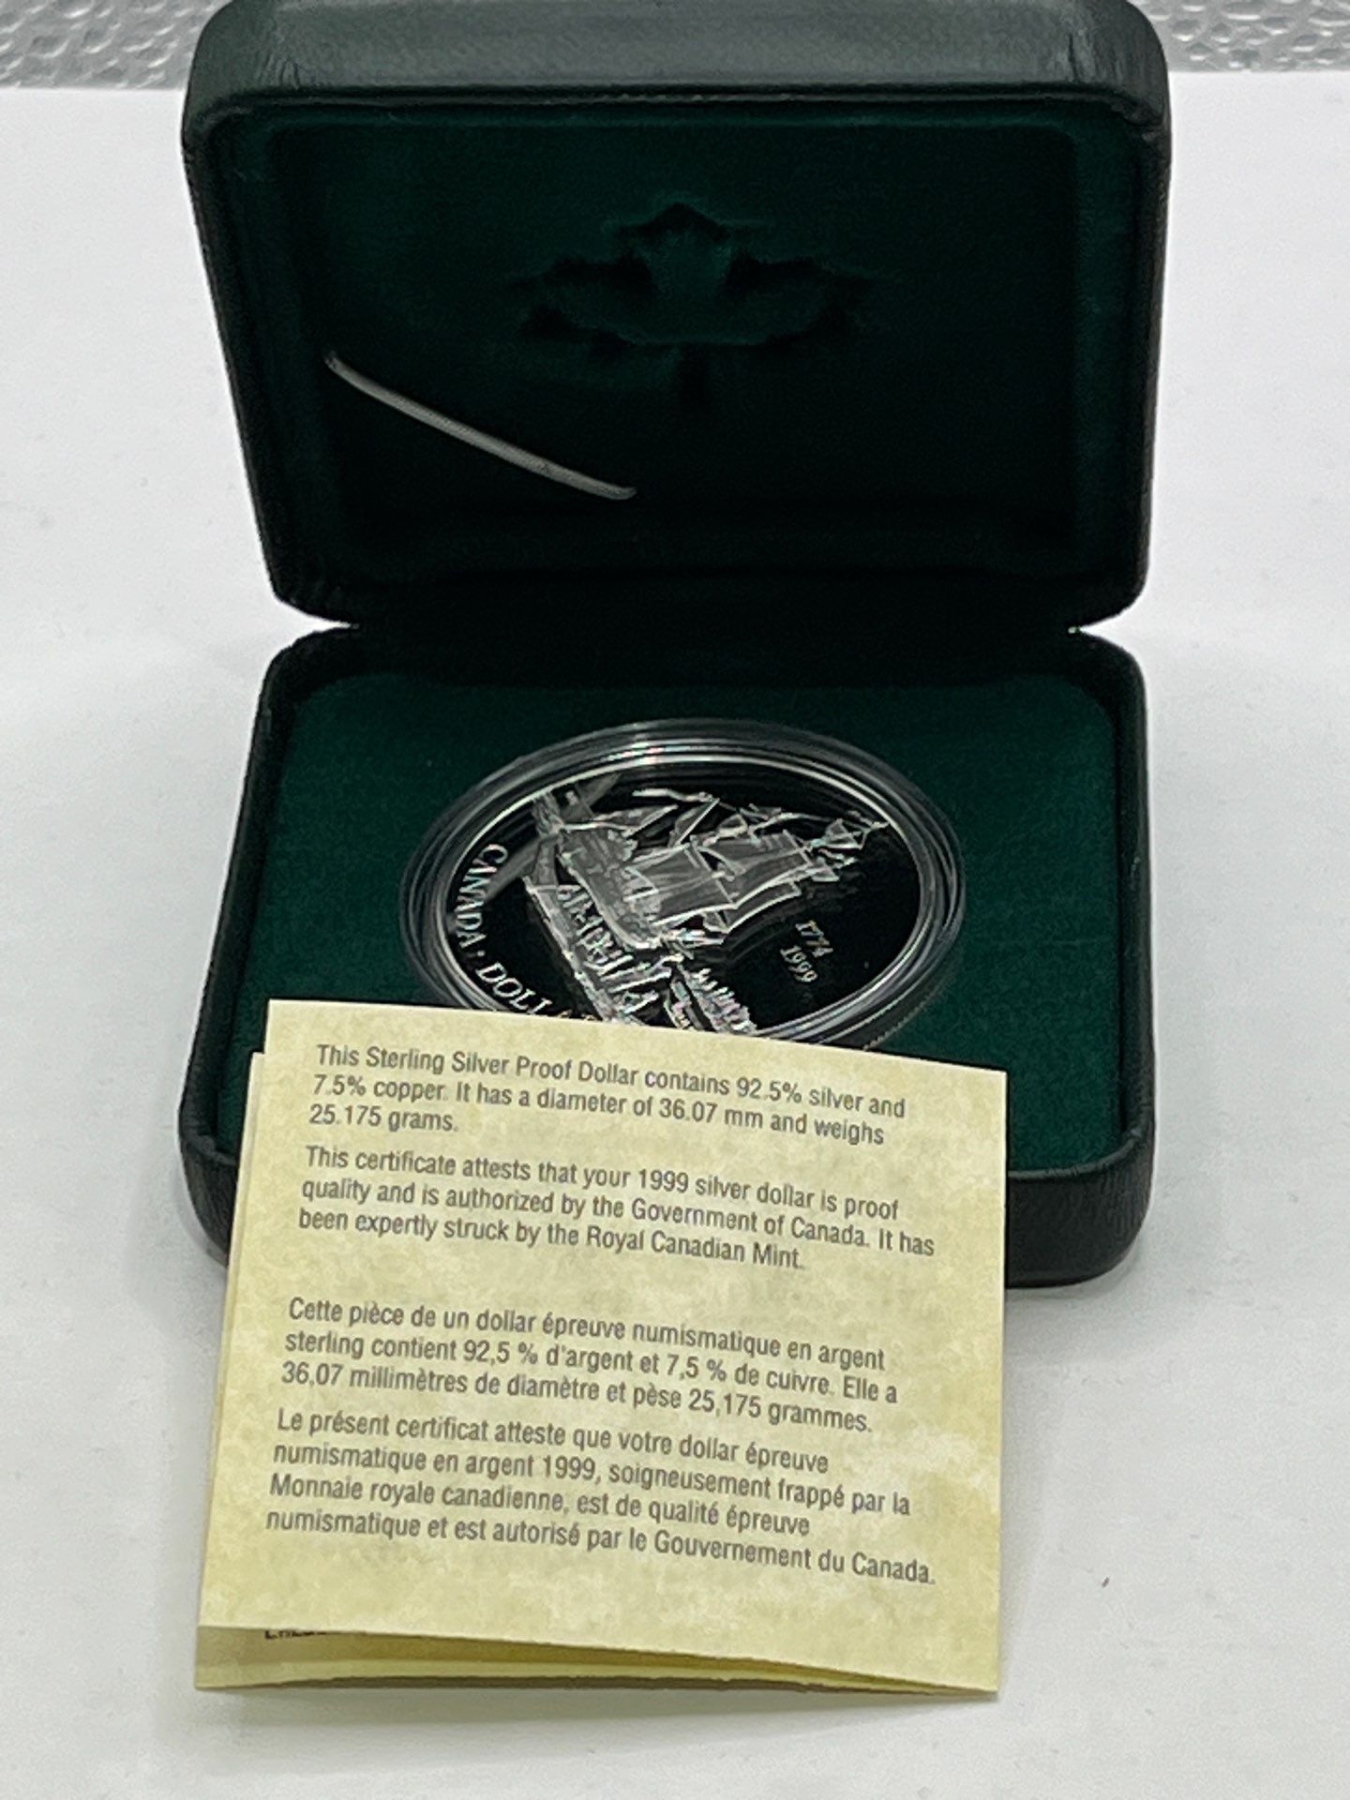 CANADA · DOLLAR
1774
1999
This Sterling Silver Proof Dollar contains 92.5% silver and
7.5% copper. It has a diameter of 36.07 mm and weighs
25.175 grams.
This certificate attests that your 1999 silver dollar is proof
quality and is authorized by the Government of Canada. It has
been expertly struck by the Royal Canadian Mint.
Cette pièce de un dollar épreuve numismatique en argent
sterling contient 92,5 % d'argent et 7,5 % de cuivre. Elle a
36,07 millimètres de diamètre et pèse 25,175 grammes.
Le présent certificat atteste que votre dollar épreuve
numismatique en argent 1999, soigneusement frappé par la
Monnaie royale canadienne, est de qualité épreuve
numismatique et est autorisé par le Gouvernement du Canada.